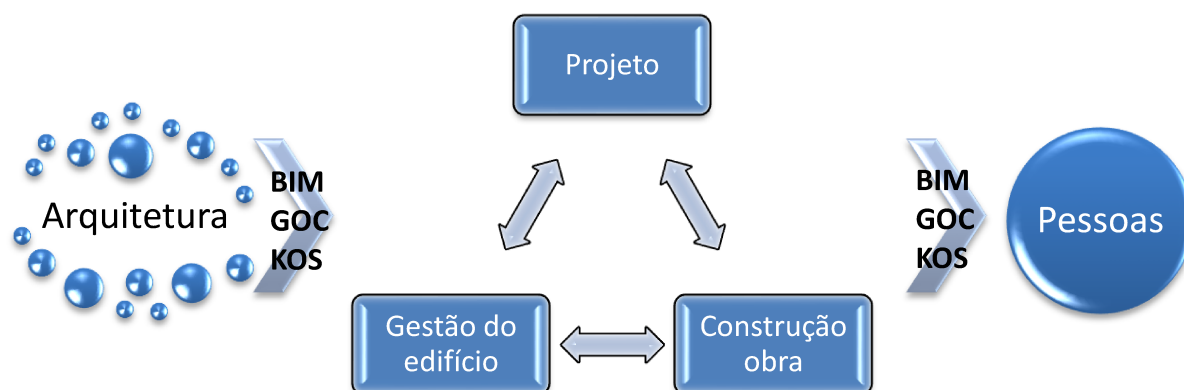 Projeto
Arquitetura
BIM
GOC
KOS
Gestão do
edifício
Construção
obra
BIM
GOC
KOS
Pessoas